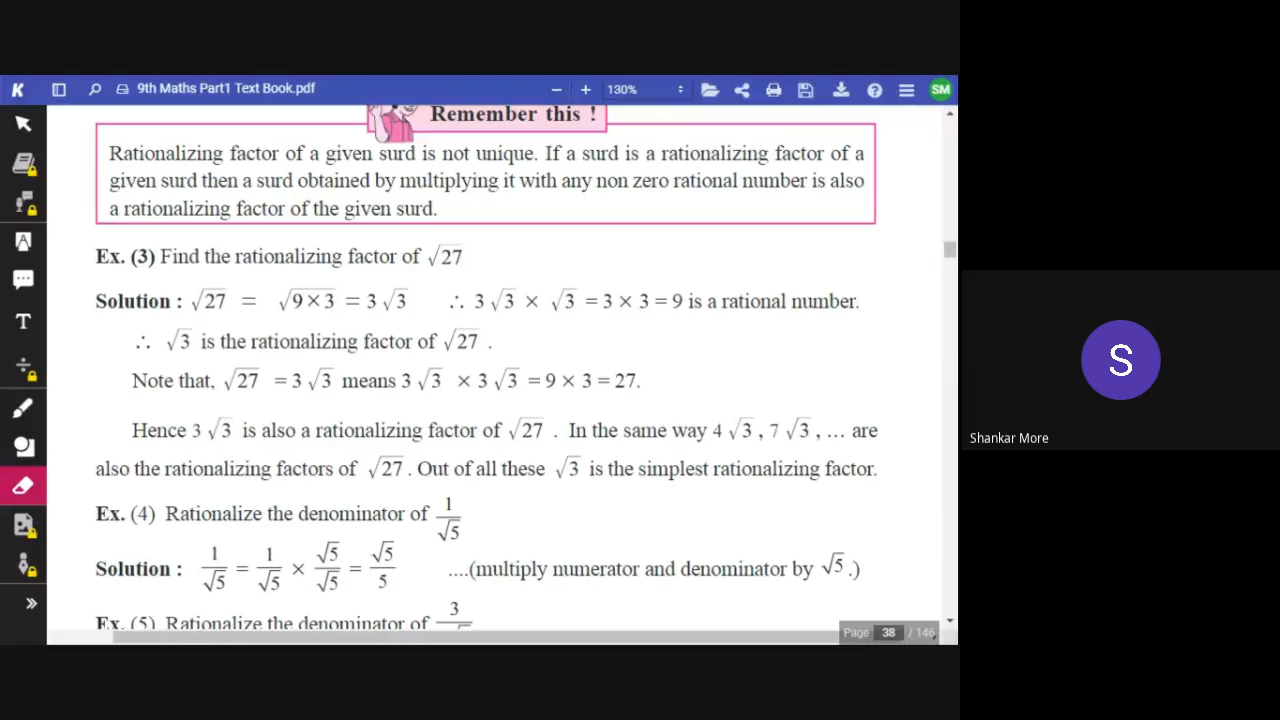 K 9th Maths Part1 Text Book.pdf 130% SM
Remember this !
Rationalizing factor of a given surd is not unique. If a surd is a rationalizing factor of a
given surd then a surd obtained by multiplying it with any non zero rational number is also
a rationalizing factor of the given surd.
Ex. (3) Find the rationalizing factor of √27
Solution : √27 = √9×3 = 3 √3 ∴ 3 √3 × √3 = 3 × 3 = 9 is a rational number.
∴ √3 is the rationalizing factor of √27 .
Note that, √27 = 3 √3 means 3 √3 × 3 √3 = 9 × 3 = 27.
Hence 3 √3 is also a rationalizing factor of √27 . In the same way 4 √3 , 7 √3 , ... are
also the rationalizing factors of √27 . Out of all these √3 is the simplest rationalizing factor.
Ex. (4) Rationalize the denominator of 1/√5
Solution : 1/√5 = 1/√5 × √5/√5 = √5/5 ....(multiply numerator and denominator by √5 .)
Ex. (5) Rationalize the denominator of 3
Page 38 / 146
S
Shankar More